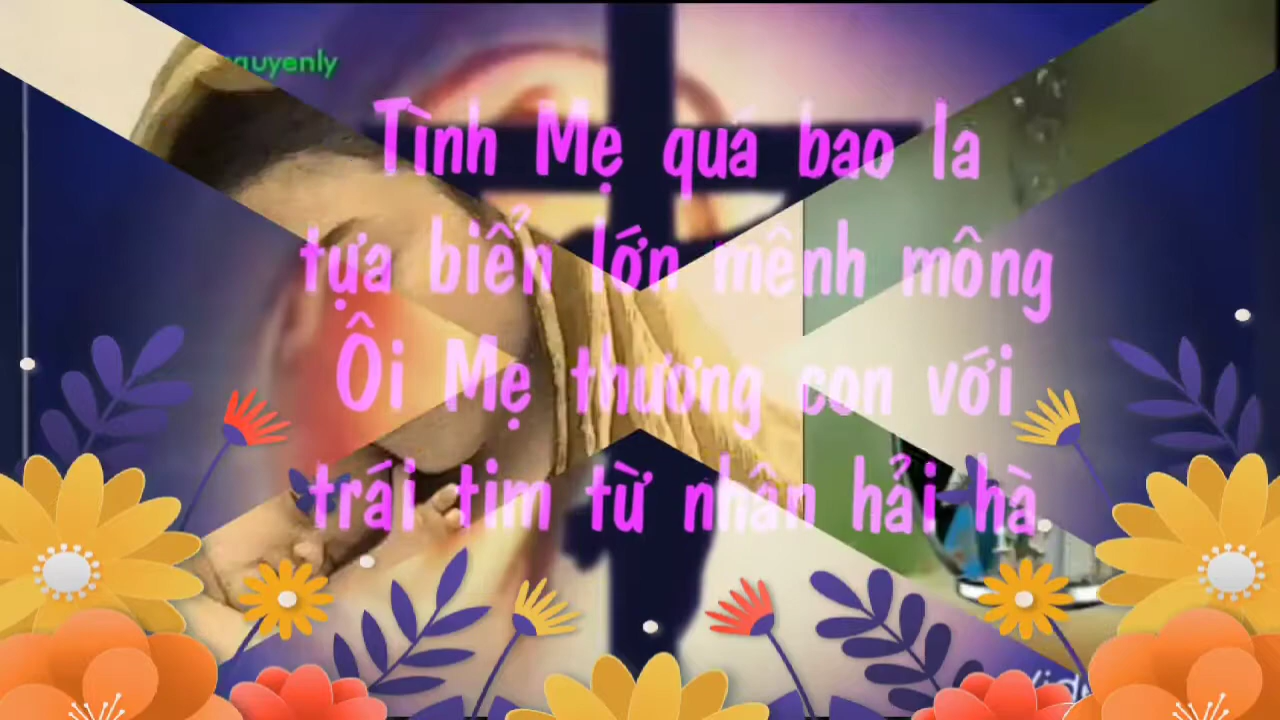 Tình Mẹ quá bao la
tựa biển lớn mênh mông
Ôi Mẹ thương con với
trái tim từ nhân hải hà